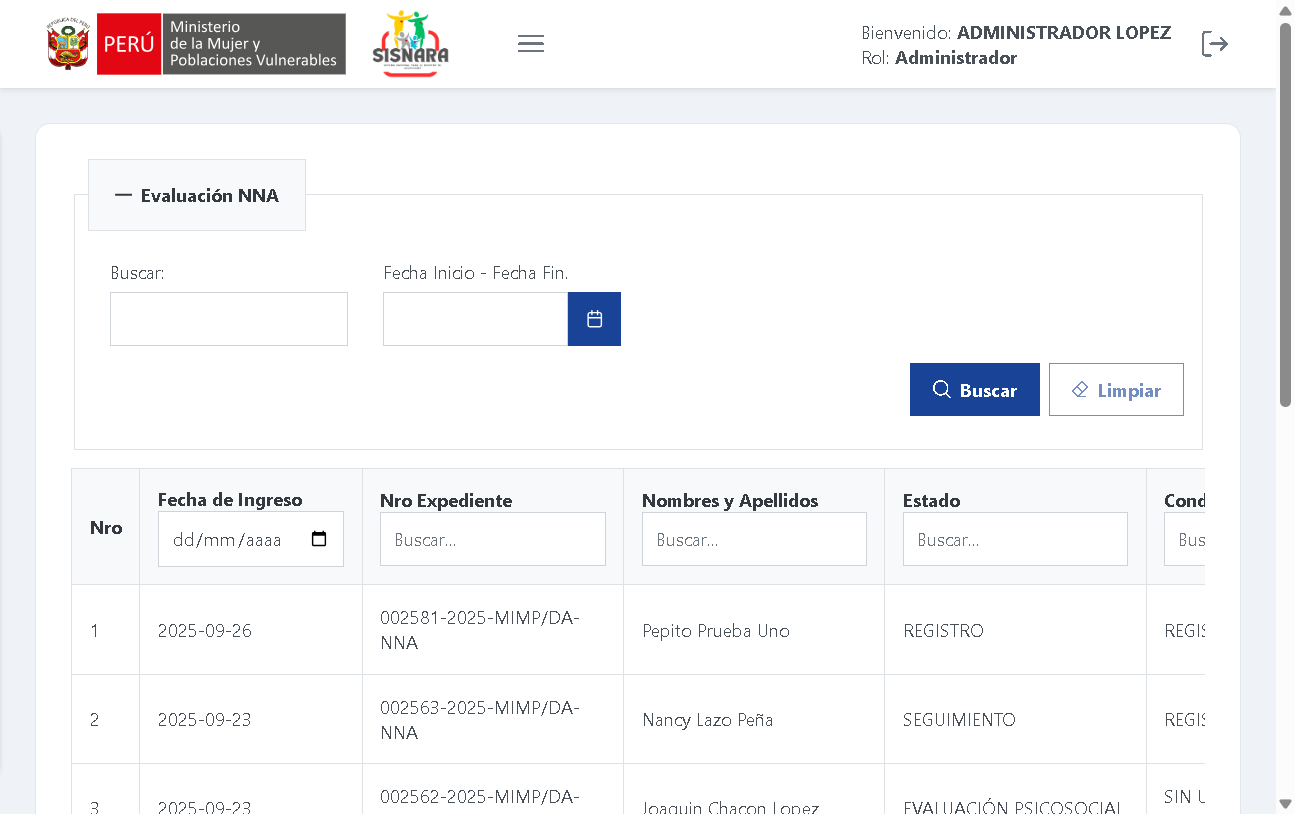 REPÚBLICA DEL PERÚ
PERÚ
Ministerio
de la Mujer y
Poblaciones Vulnerables
SISNARA
Bienvenido: ADMINISTRADOR LOPEZ
Rol: Administrador
Evaluación NNA
Buscar:
Fecha Inicio - Fecha Fin.
Buscar
Limpiar
Nro
Fecha de Ingreso
Nro Expediente
Nombres y Apellidos
Estado
Cond
dd/mm/aaaa
Buscar...
Buscar...
Buscar...
Bus
1
2025-09-26
002581-2025-MIMP/DA-
NNA
Pepito Prueba Uno
REGISTRO
REGIS
2
2025-09-23
002563-2025-MIMP/DA-
NNA
Nancy Lazo Peña
SEGUIMIENTO
REGIS
3
2025-09-23
002562-2025-MIMP/DA-
Joaquin Chacon Lopez
EVALUACIÓN PSICOSOCIAL
SIN U